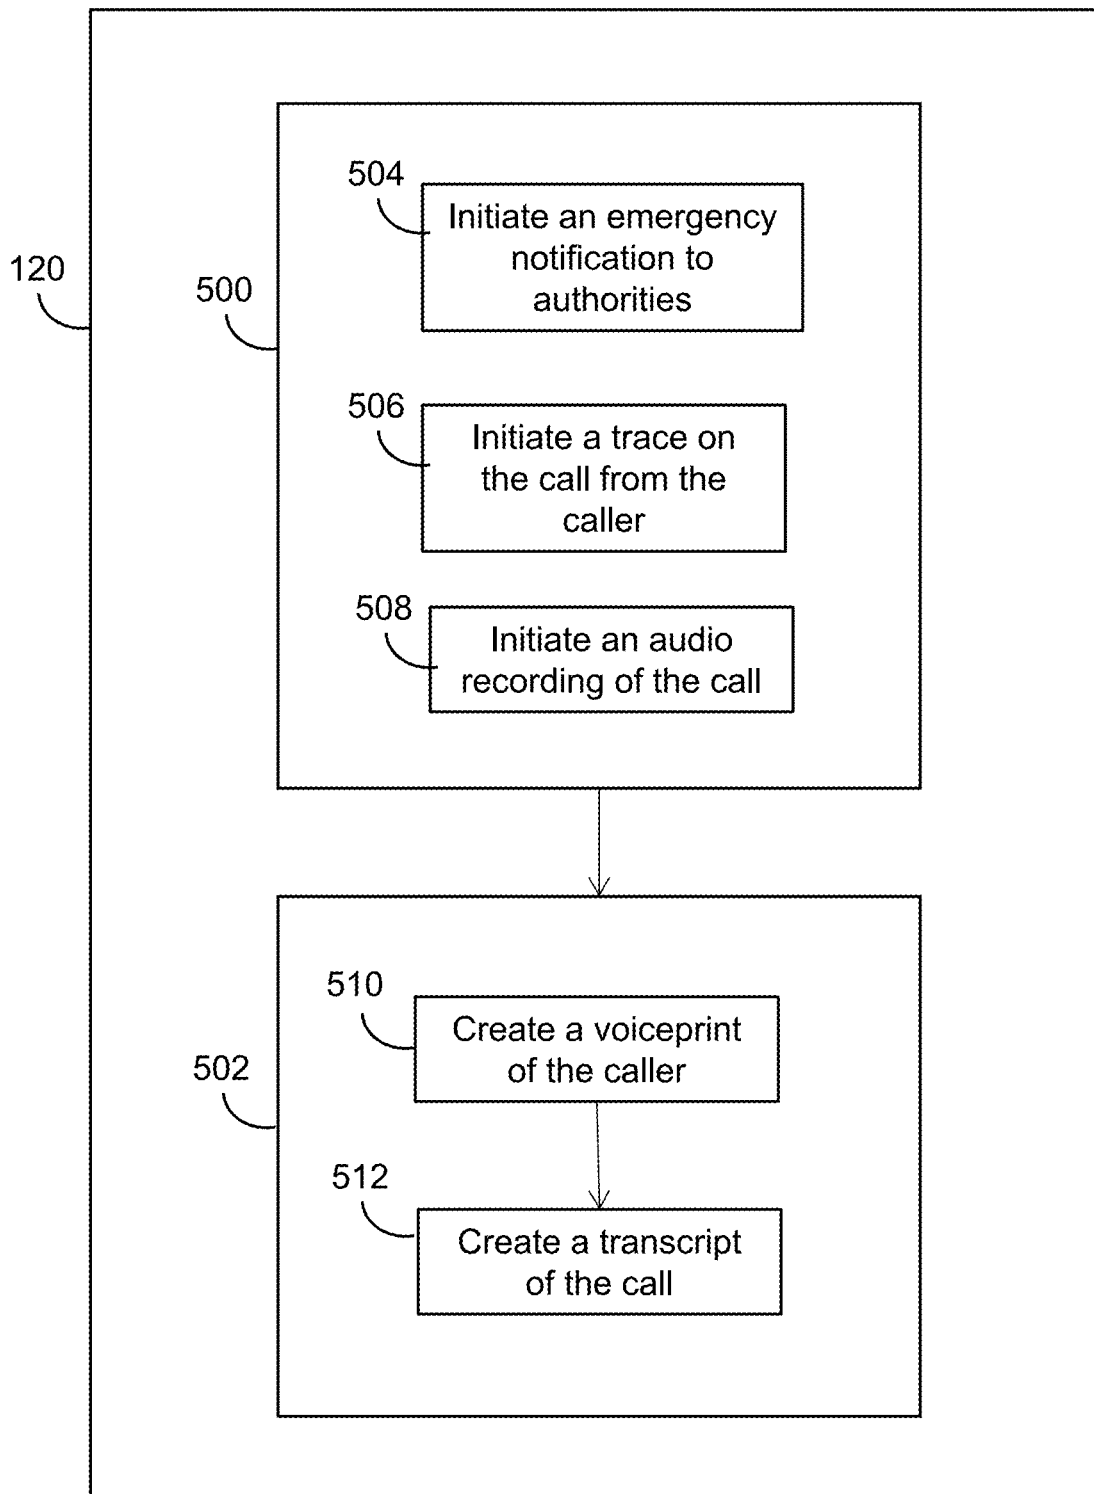 504
Initiate an emergency
notification to
authorities
120
500
506
Initiate a trace on
the call from the
caller
508
Initiate an audio
recording of the call
510
Create a voiceprint
of the caller
502
512
Create a transcript
of the call